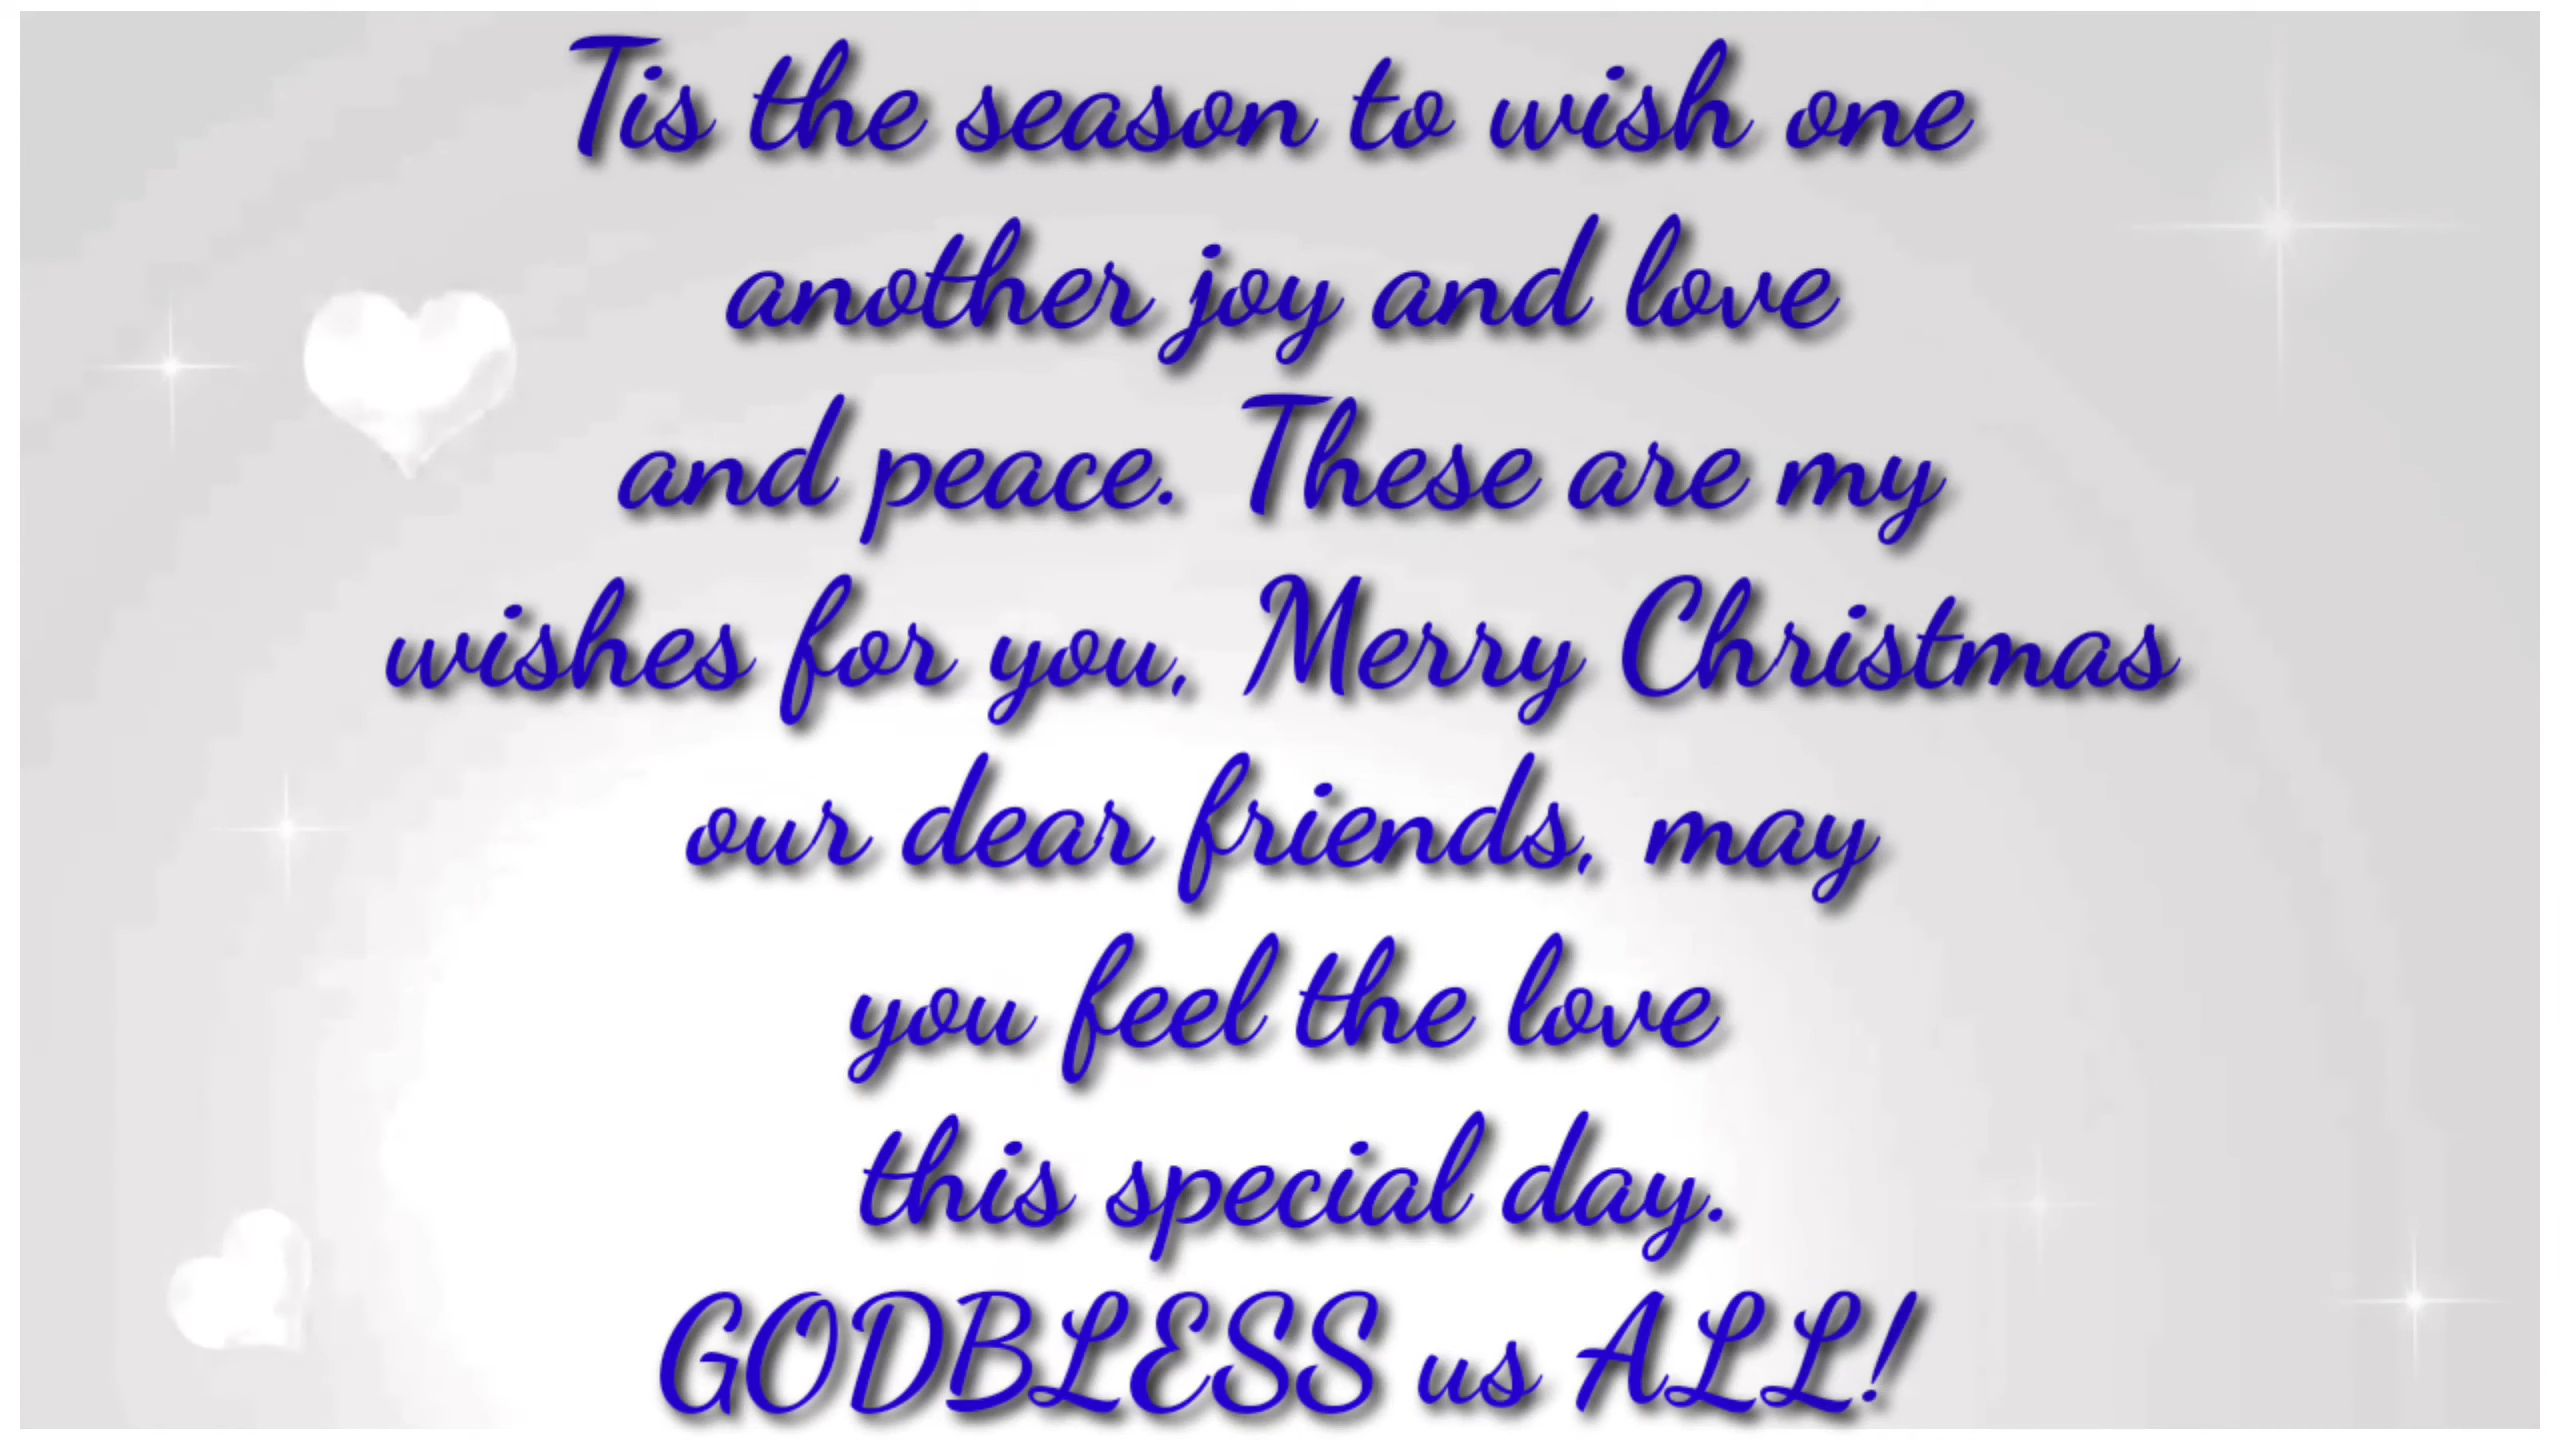 Tis the season to wish one
another joy and love
and peace. These are my
wishes for you, Merry Christmas
our dear friends, may
you feel the love
this special day.
GODBLESS us ALL!